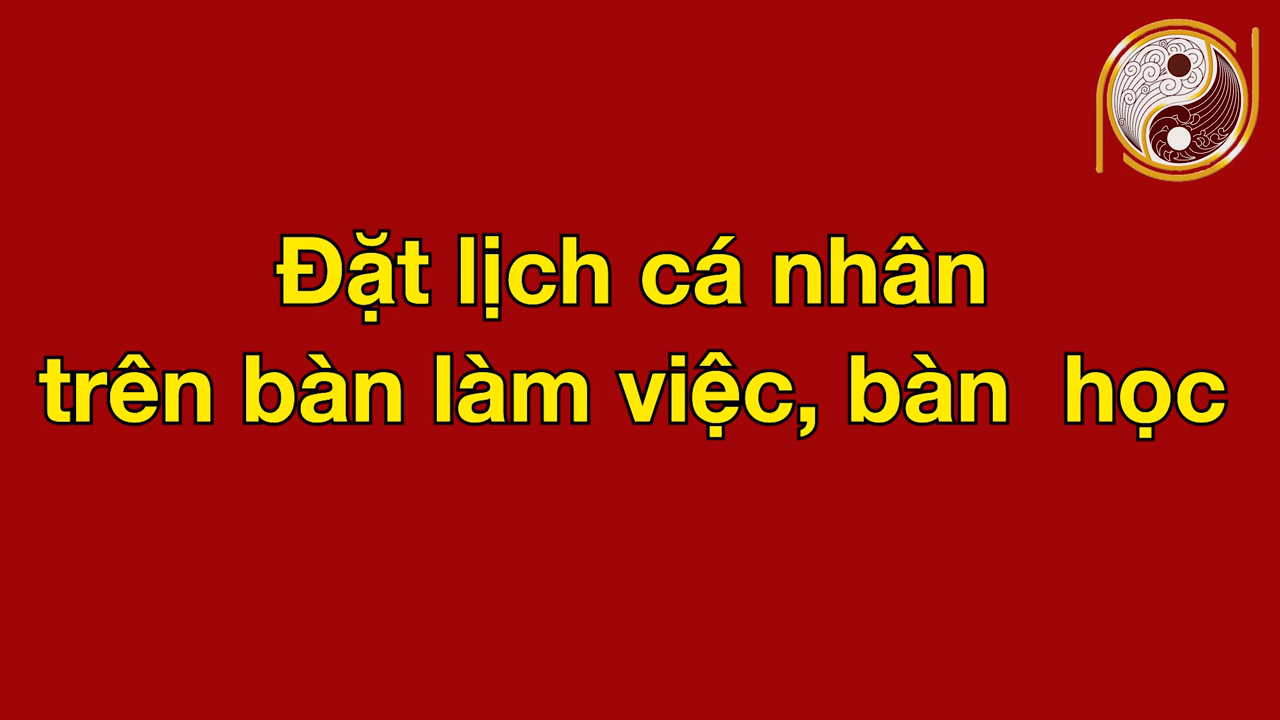 Đặt lịch cá nhân
trên bàn làm việc, bàn  học